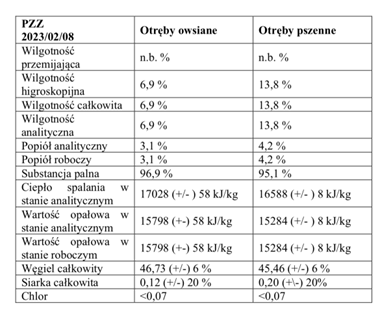 PZZ
2023/02/08
Otręby owsiane
Otręby pszenne
Wilgotność
przemijająca
n.b. %
n.b. %
Wilgotność
higroskopijna
6,9 %
13,8 %
Wilgotność całkowita
6,9 %
13,8 %
Wilgotność
analityczna
6,9 %
13,8 %
Popiół analityczny
3,1 %
4,2 %
Popiół roboczy
3,1 %
4,2 %
Substancja palna
96,9 %
95,1 %
Ciepło spalania w
stanie analitycznym
17028 (+/- ) 58 kJ/kg
16588 (+/- ) 8 kJ/kg
Wartość opałowa w
stanie analitycznym
15798 (+-) 58 kJ/kg
15284 (+/- ) 8 kJ/kg
Wartość opałowa w
stanie roboczym
15798 (+-) 58 kJ/kg
15284 (+/- ) 8 kJ/kg
Węgiel całkowity
46,73 (+/-) 6 %
45,46 (+/-) 6 %
Siarka całkowita
0,12 (+/-) 20 %
0,20 (+\-) 20%
Chlor
<0,07
<0,07